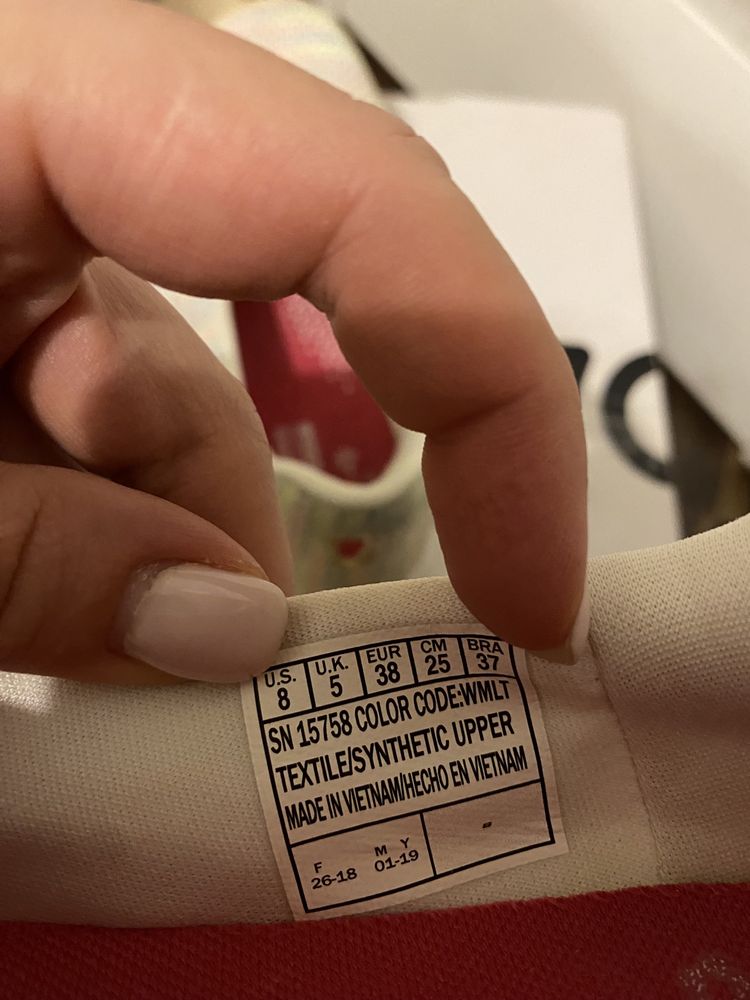 U.S. U.K. EUR CM BRA
8 5 38 25 37
SN 15758 COLOR CODE:WMLT
TEXTILE/SYNTHETIC UPPER
MADE IN VIETNAM/HECHO EN VIETNAM
F M Y
26-18 01-19